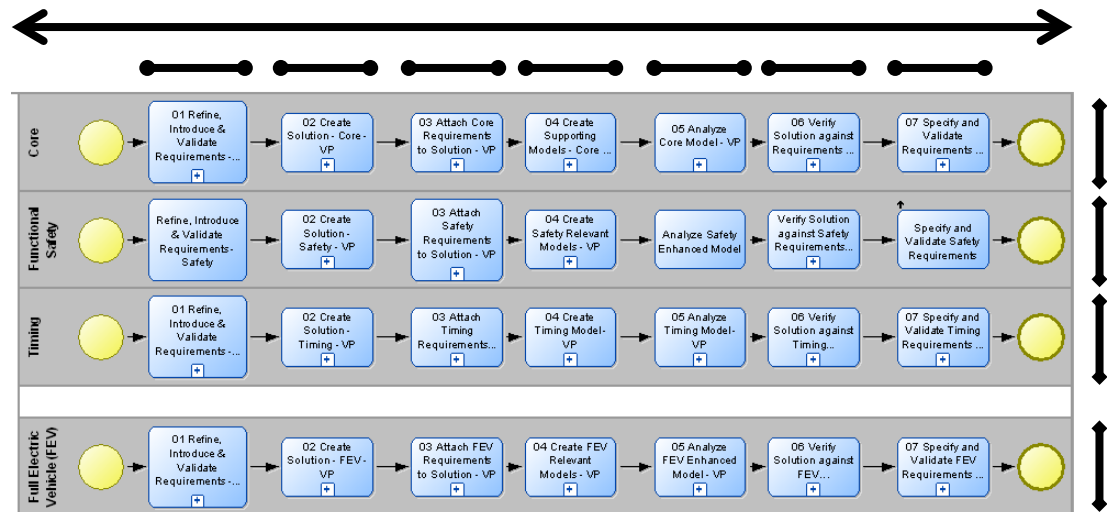 Core
01 Refine,
Introduce &
Validate
Requirements -...
02 Create
Solution - Core -
VP
03 Attach Core
Requirements
to Solution - VP
04 Create
Supporting
Models - Core ...
05 Analyze
Core Model - VP
06 Verify
Solution against
Requirements ...
07 Specify and
Validate
Requirements ...
Functional
Safety
Refine, Introduce
& Validate
Requirements-
Safety
02 Create
Solution -
Safety - VP
03 Attach
Safety
Requirements
to Solution - VP
04 Create
Safety Relevant
Models - VP
Analyze Safety
Enhanced Model
Verify Solution
against Safety
Requirements...
Specify and
Validate Safety
Requirements
Timing
01 Refine,
Introduce &
Validate
Requirements -...
02 Create
Solution -
Timing - VP
03 Attach
Timing
Requirements...
04 Create
Timing Model-
VP
05 Analyze
Timing Model-
VP
06 Verify
Solution against
Timing...
07 Specify and
Validate Timing
Requirements ...
Full Electric
Vehicle (FEV)
01 Refine,
Introduce &
Validate
Requirements -...
02 Create
Solution - FEV -
VP
03 Attach FEV
Requirements
to Solution - VP
04 Create FEV
Relevant
Models - VP
05 Analyze
FEV Enhanced
Model - VP
06 Verify
Solution against
FEV...
07 Specify and
Validate FEV
Requirements ...